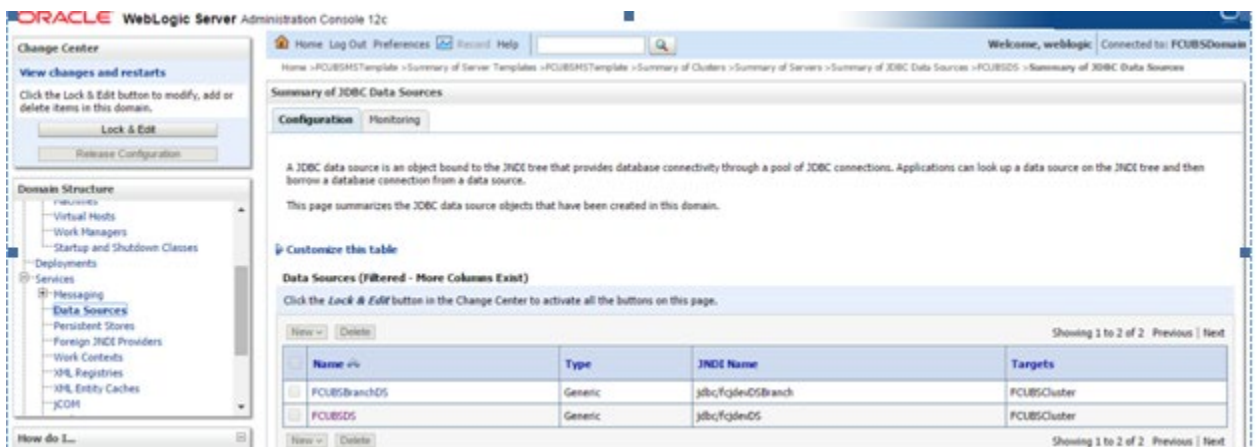 ORACLE WebLogic Server Administration Console 12c
Change Center
View changes and restarts
Click the Lock & Edit button to modify, add or
delete items in this domain.
Lock & Edit
Release Configuration
Domain Structure
Machines
Virtual Hosts
Work Managers
Startup and Shutdown Classes
Deployments
Services
Messaging
Data Sources
Persistent Stores
Foreign JNDI Providers
Work Contexts
XML Registries
XML Entity Caches
jCOM
How do I...
Home Log Out Preferences Record Help
Welcome, weblogic Connected to: FCUBSDomain
Home >FCUBSMSTemplate >Summary of Server Templates >FCUBSMSTemplate >Summary of Clusters >Summary of Servers >Summary of JDBC Data Sources >FCUBSDS >Summary of JDBC Data Sources
Summary of JDBC Data Sources
Configuration Monitoring
A JDBC data source is an object bound to the JNDI tree that provides database connectivity through a pool of JDBC connections. Applications can look up a data source on the JNDI tree and then
borrow a database connection from a data source.
This page summarizes the JDBC data source objects that have been created in this domain.
Customize this table
Data Sources (Filtered - More Columns Exist)
Click the Lock & Edit button in the Change Center to activate all the buttons on this page.
New Delete Showing 1 to 2 of 2 Previous | Next
Name Type JNDI Name Targets
FCUBSBranchDS Generic jdbc/fcjdevDSBranch FCUBSCluster
FCUBSDS Generic jdbc/fcjdevDS FCUBSCluster
New Delete Showing 1 to 2 of 2 Previous | Next